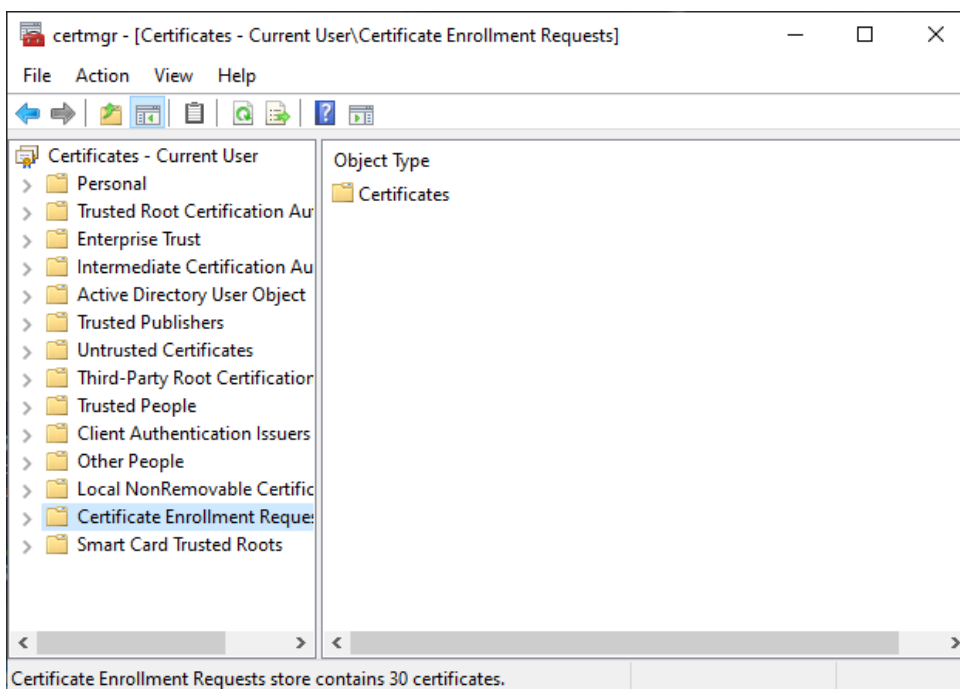 certmgr - [Certificates - Current User\Certificate Enrollment Requests]
File Action View Help
Certificates - Current User
Personal
Trusted Root Certification Au
Enterprise Trust
Intermediate Certification Au
Active Directory User Object
Trusted Publishers
Untrusted Certificates
Third-Party Root Certification
Trusted People
Client Authentication Issuers
Other People
Local NonRemovable Certific
Certificate Enrollment Reque
Smart Card Trusted Roots
Object Type
Certificates
Certificate Enrollment Requests store contains 30 certificates.